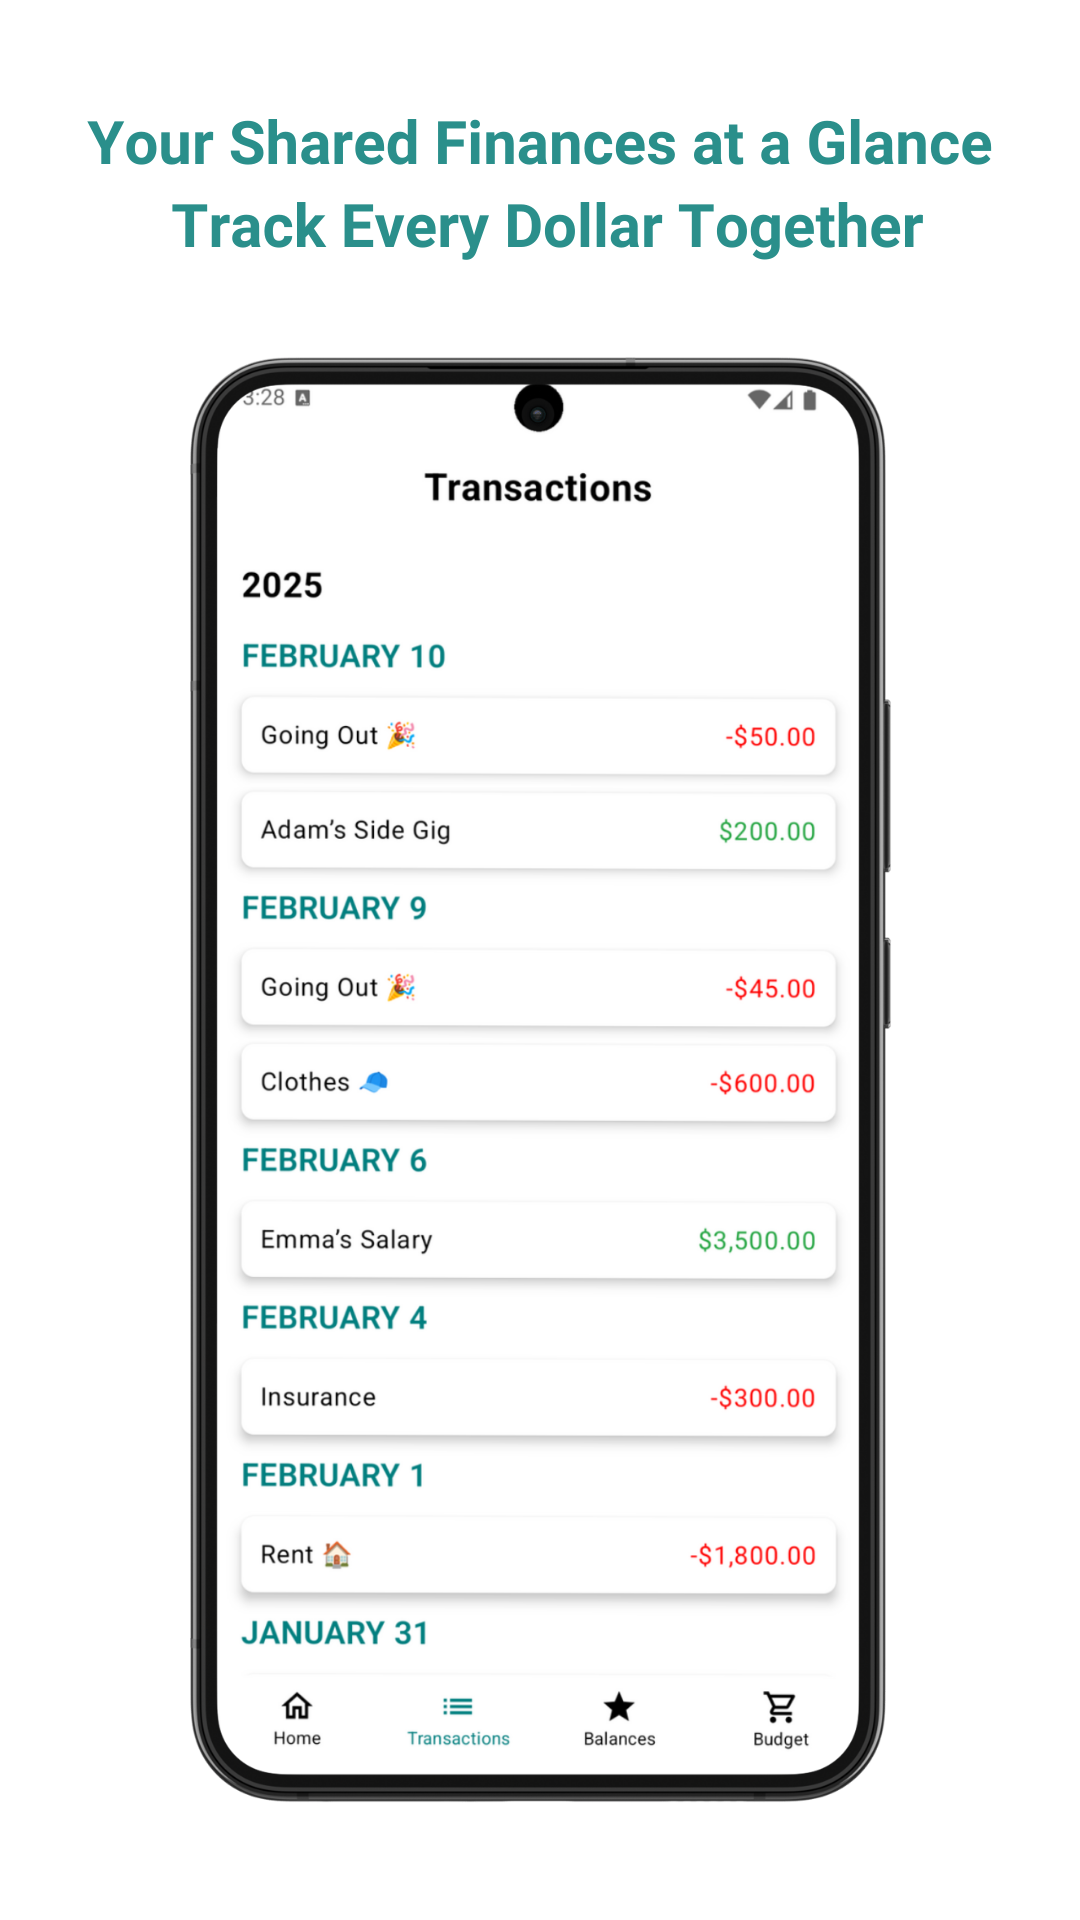 Your Shared Finances at a Glance
Track Every Dollar Together
3:28 A
Transactions
2025
FEBRUARY 10
Going Out 🎉 -$50.00
Adam’s Side Gig $200.00
FEBRUARY 9
Going Out 🎉 -$45.00
Clothes 🧢 -$600.00
FEBRUARY 6
Emma’s Salary $3,500.00
FEBRUARY 4
Insurance -$300.00
FEBRUARY 1
Rent 🏠 -$1,800.00
JANUARY 31
Home Transactions Balances Budget